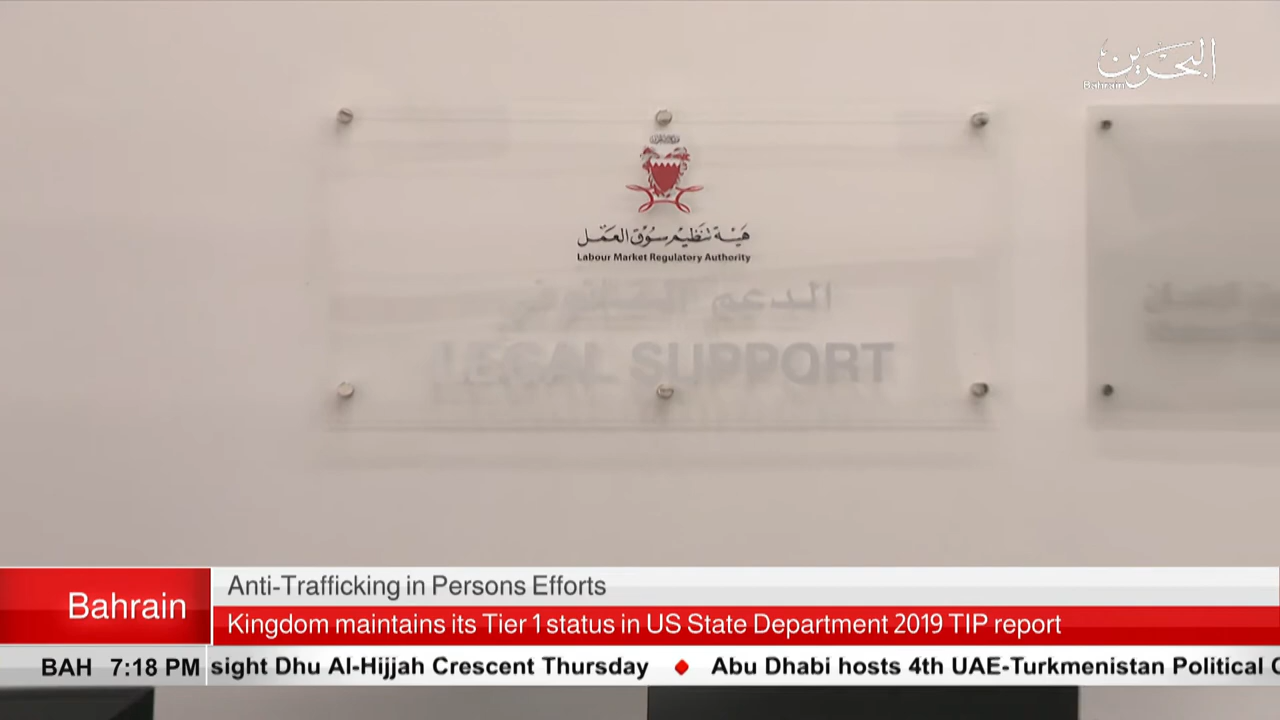 البحرين
Bahrain
هيئة تنظيم سوق العمل
Labour Market Regulatory Authority
الدعم القانوني
LEGAL SUPPORT
Anti-Trafficking in Persons Efforts
Bahrain
Kingdom maintains its Tier 1 status in US State Department 2019 TIP report
BAH 7:18 PM sight Dhu Al-Hijjah Crescent Thursday Abu Dhabi hosts 4th UAE-Turkmenistan Political